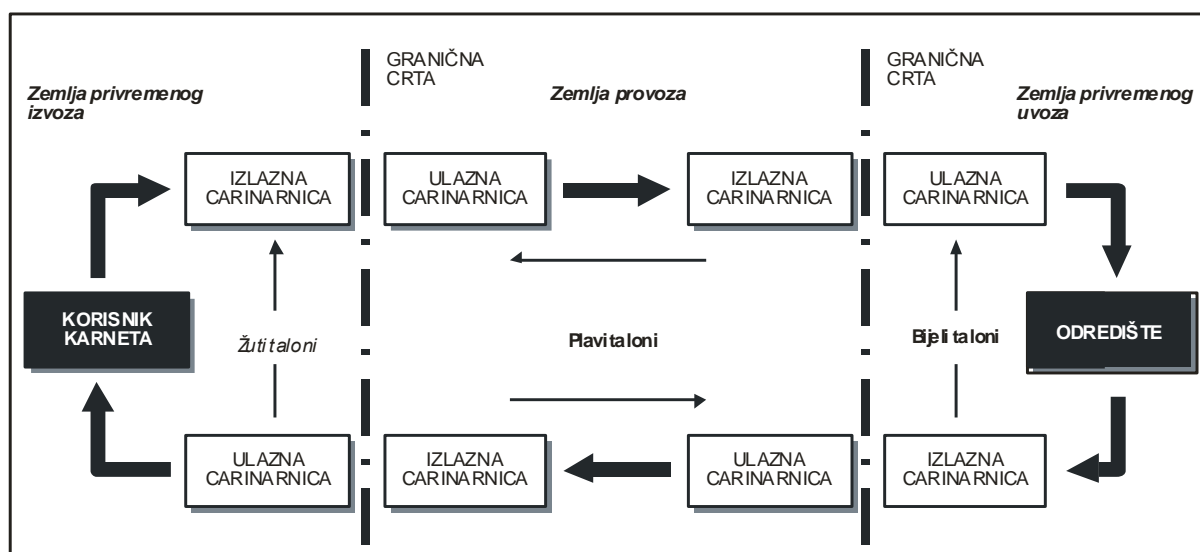 GRANIČNA
CRTA
GRANIČNA
CRTA
Zemlja privremenog
izvoza
Zemlja provoza
Zemlja privremenog
uvoza
IZLAZNA
CARINARNICA
ULAZNA
CARINARNICA
IZLAZNA
CARINARNICA
ULAZNA
CARINARNICA
KORISNIK
KARNETA
Žuti taloni
Plavi taloni
Bijeli taloni
ODREDIŠTE
ULAZNA
CARINARNICA
IZLAZNA
CARINARNICA
ULAZNA
CARINARNICA
IZLAZNA
CARINARNICA